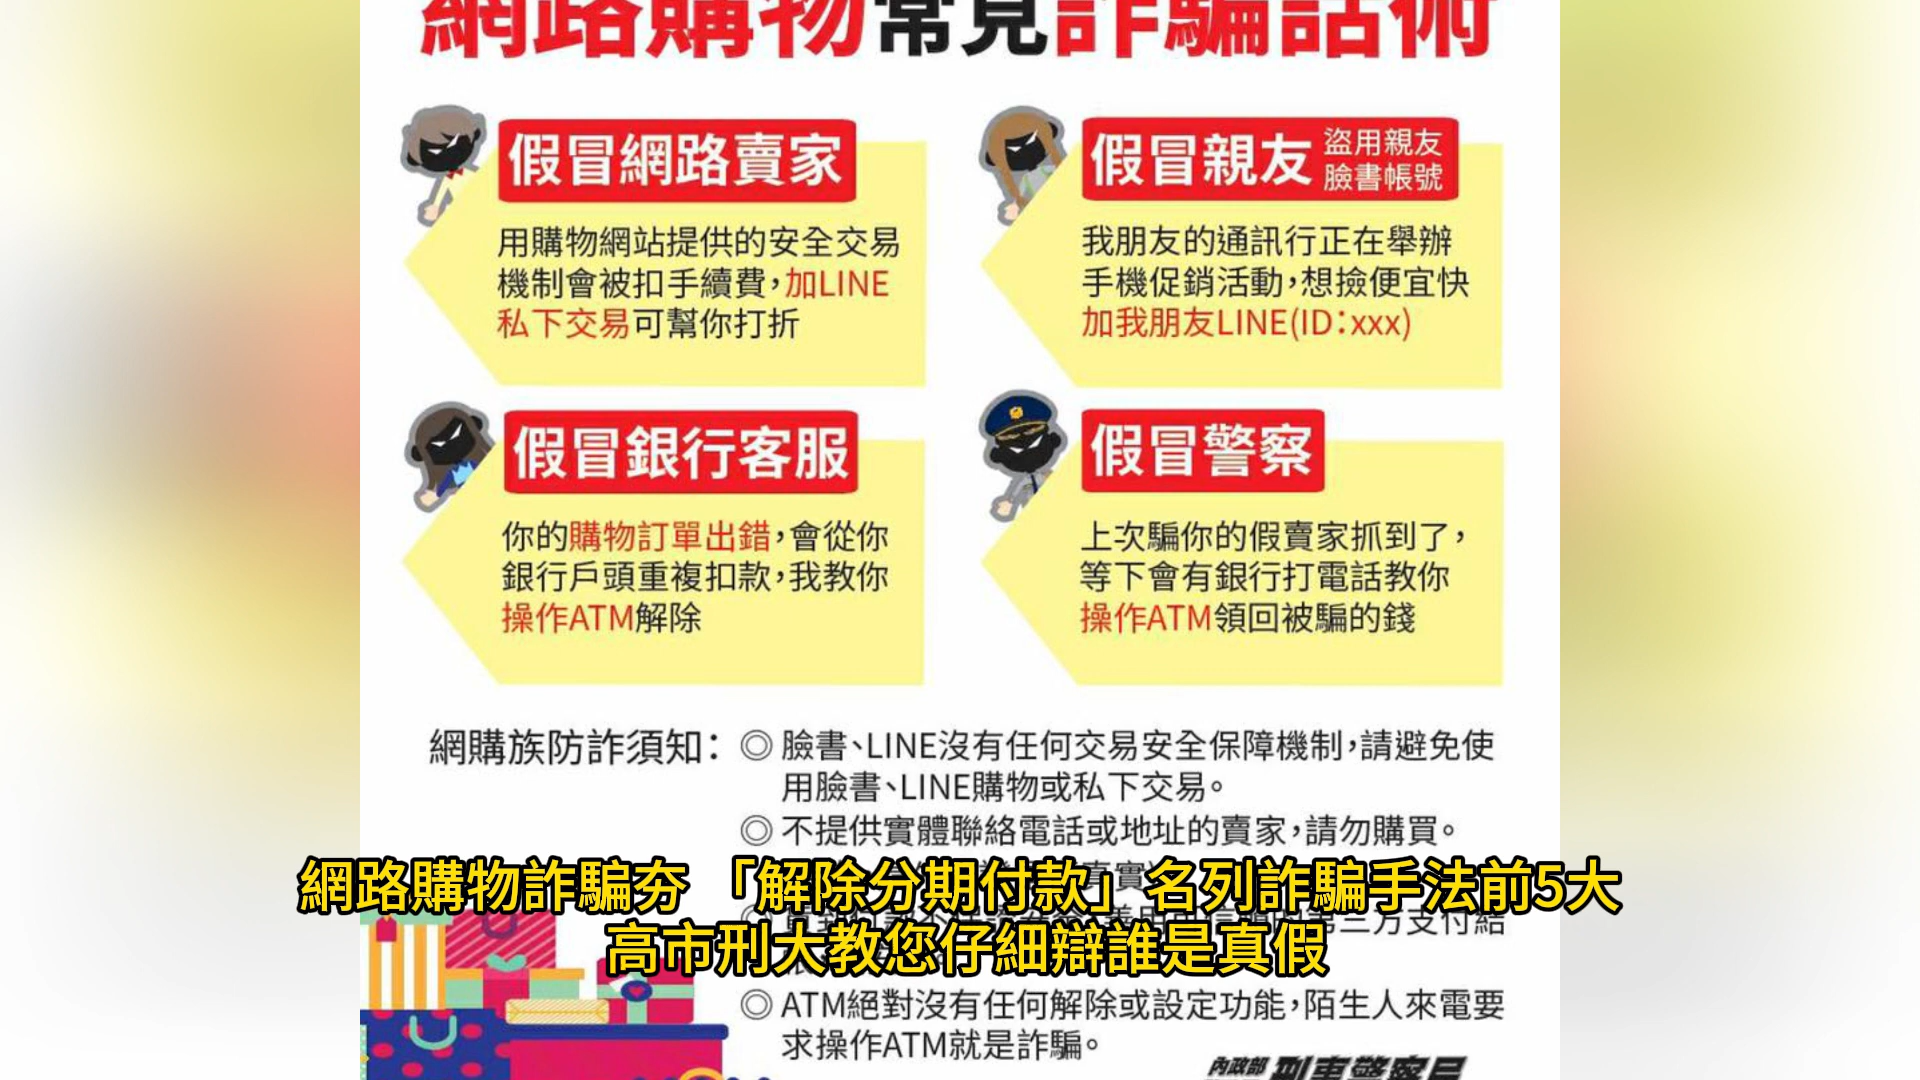 網路購物常見詐騙話術
假冒網路賣家
用購物網站提供的安全交易
機制會被扣手續費,加LINE
私下交易可幫你打折
假冒親友
盜用親友
臉書帳號
我朋友的通訊行正在舉辦
手機促銷活動,想撿便宜快
加我朋友LINE(ID:xxx)
假冒銀行客服
你的購物訂單出錯,會從你
銀行戶頭重複扣款,我教你
操作ATM解除
假冒警察
上次騙你的假賣家抓到了,
等下會有銀行打電話教你
操作ATM領回被騙的錢
網購族防詐須知:
◎臉書、LINE沒有任何交易安全保障機制,請避免使
用臉書、LINE購物或私下交易。
◎不提供實體聯絡電話或地址的賣家,請勿購買。
網路購物詐騙夯 「解除分期付款」名列詐騙手法前5大
高市刑大教您仔細辯誰是真假
◎ATM絕對沒有任何解除或設定功能,陌生人來電要
求操作ATM就是詐騙。
內政部 刑事警察局